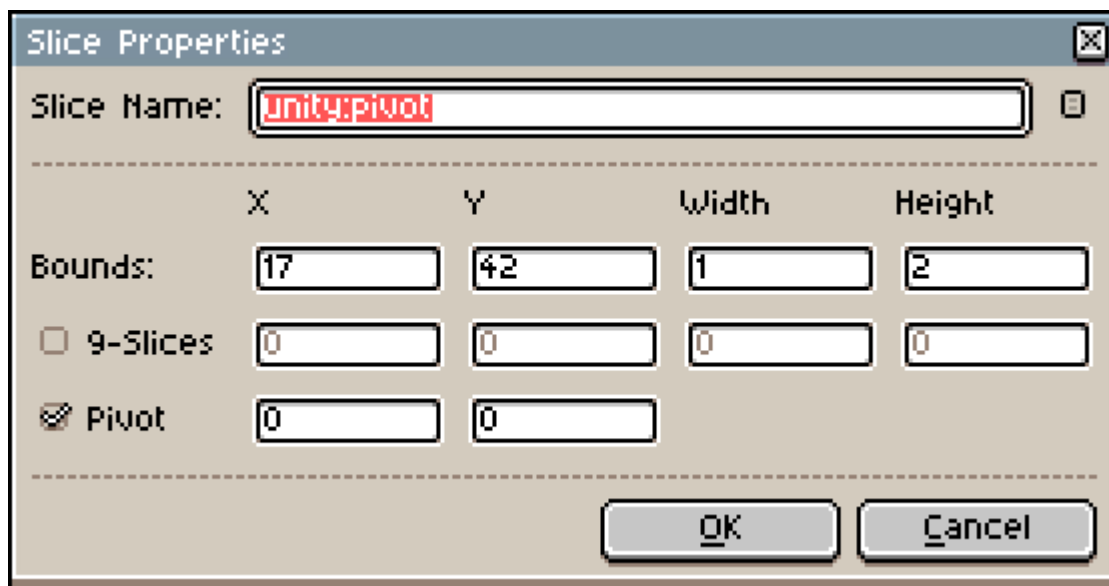 Slice Properties
Slice Name: unity:pivot
X Y Width Height
Bounds: 17 42 1 2
9-Slices 0 0 0 0
Pivot 0 0
OK Cancel